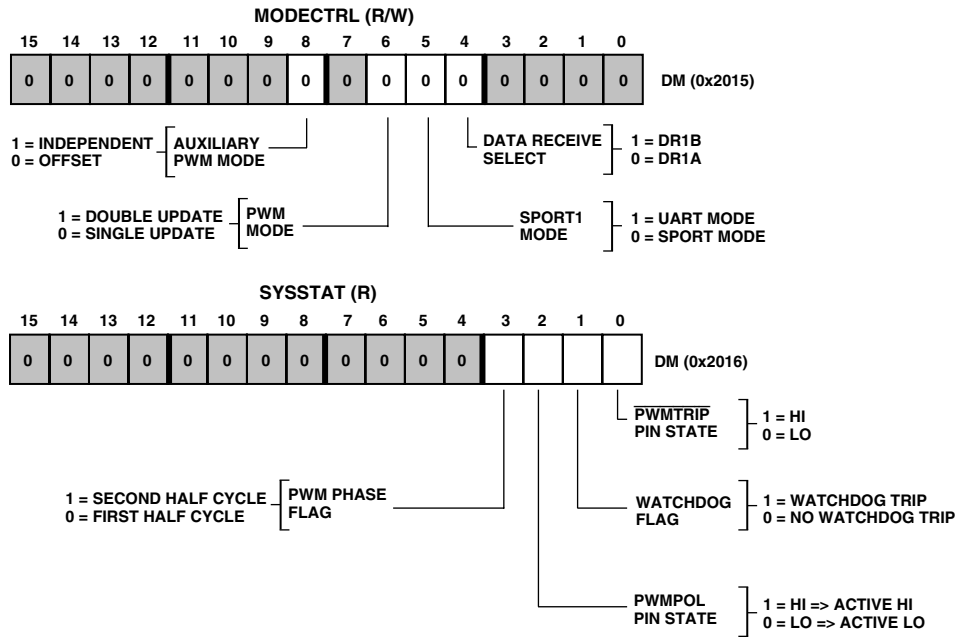 MODECTRL (R/W)
15 14 13 12 11 10 9 8 7 6 5 4 3 2 1 0
0 0 0 0 0 0 0 0 0 0 0 0 0 0 0 0 DM (0x2015)
1 = INDEPENDENT
0 = OFFSET
AUXILIARY
PWM MODE
DATA RECEIVE
SELECT
1 = DR1B
0 = DR1A
1 = DOUBLE UPDATE
0 = SINGLE UPDATE
PWM
MODE
SPORT1
MODE
1 = UART MODE
0 = SPORT MODE
SYSSTAT (R)
15 14 13 12 11 10 9 8 7 6 5 4 3 2 1 0
0 0 0 0 0 0 0 0 0 0 0 0 DM (0x2016)
PWMTRIP
PIN STATE
1 = HI
0 = LO
1 = SECOND HALF CYCLE
0 = FIRST HALF CYCLE
PWM PHASE
FLAG
WATCHDOG
FLAG
1 = WATCHDOG TRIP
0 = NO WATCHDOG TRIP
PWMPOL
PIN STATE
1 = HI => ACTIVE HI
0 = LO => ACTIVE LO